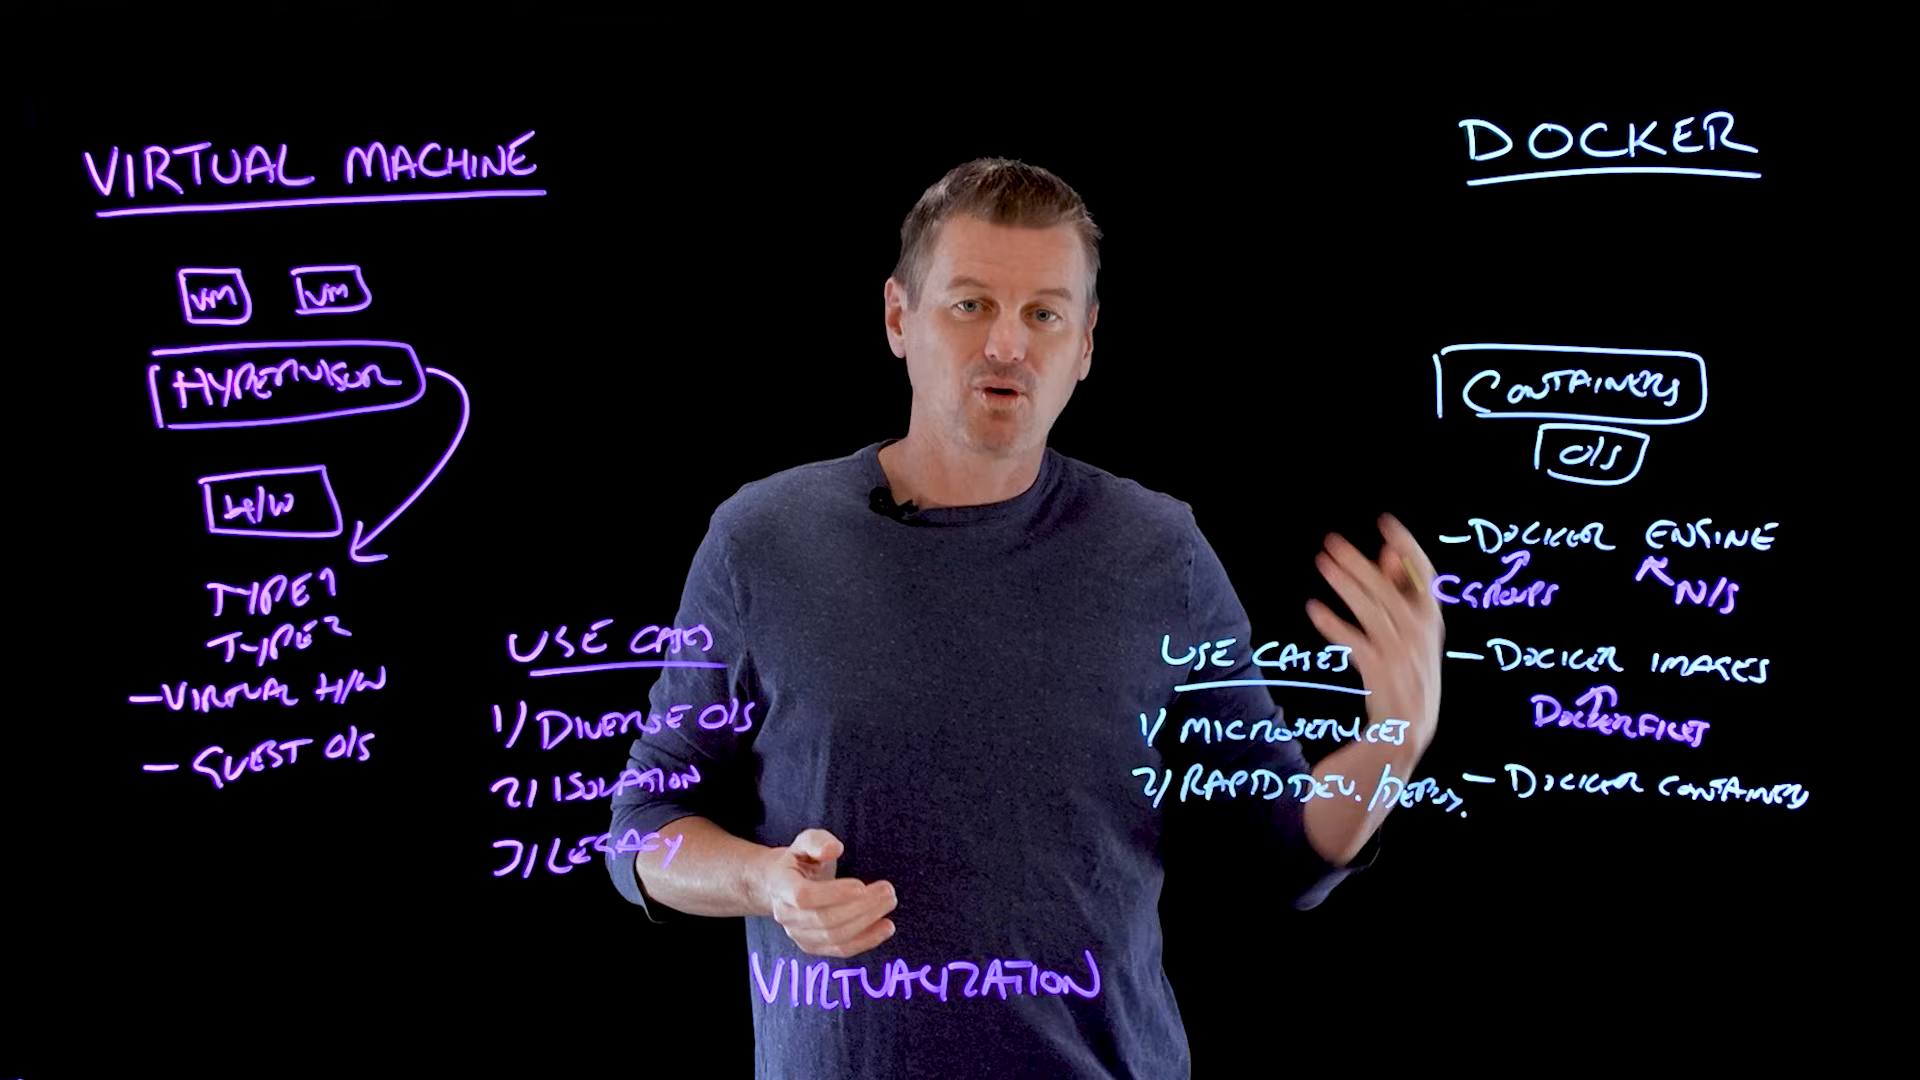 VIRTUAL MACHINE
VM VM
HYPERVISOR
H/W
TYPE 1
TYPE 2
- VIRTUAL H/W
- GUEST O/S
USE CASES
1/ DIVERSE O/S
2/ ISOLATION
3/ LEGACY
VIRTUALIZATION
DOCKER
CONTAINERS
O/S
- DOCKER ENGINE
CGROUPS N/S
- DOCKER IMAGES
DOCKERFILES
- DOCKER CONTAINERS
USE CASES
1/ MICROSERVICES
2/ RAPID DEV. / DEPLOY.